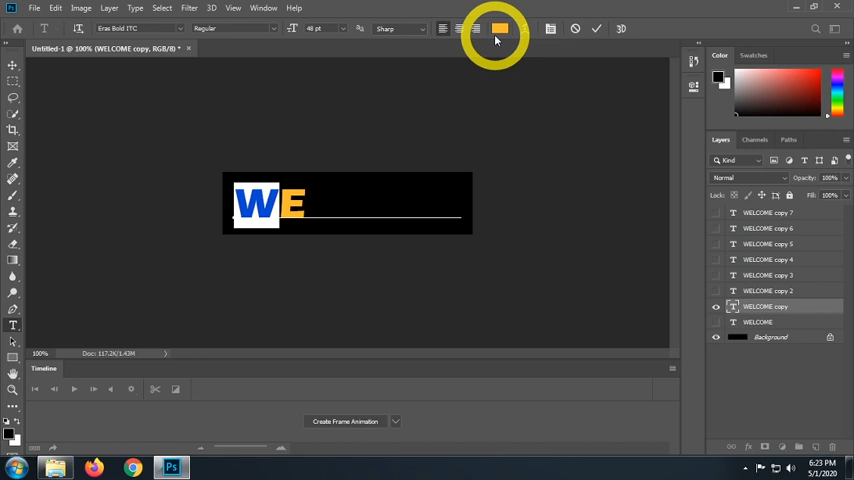 Ps File Edit Image Layer Type Select Filter 3D View Window Help
T Eras Bold ITC Regular 48 pt Sharp 3D
Untitled-1 @ 100% (WELCOME copy, RGB/8) *
Color Swatches
WE
Layers Channels Paths
Kind
Normal Opacity: 100%
Lock: Fill: 100%
T WELCOME copy 7
T WELCOME copy 6
T WELCOME copy 5
T WELCOME copy 4
T WELCOME copy 3
T WELCOME copy 2
T WELCOME copy
T WELCOME
Background
100% Doc: 117.2K/1.43M
Timeline
Create Frame Animation
fx
Ps
6:23 PM
5/1/2020